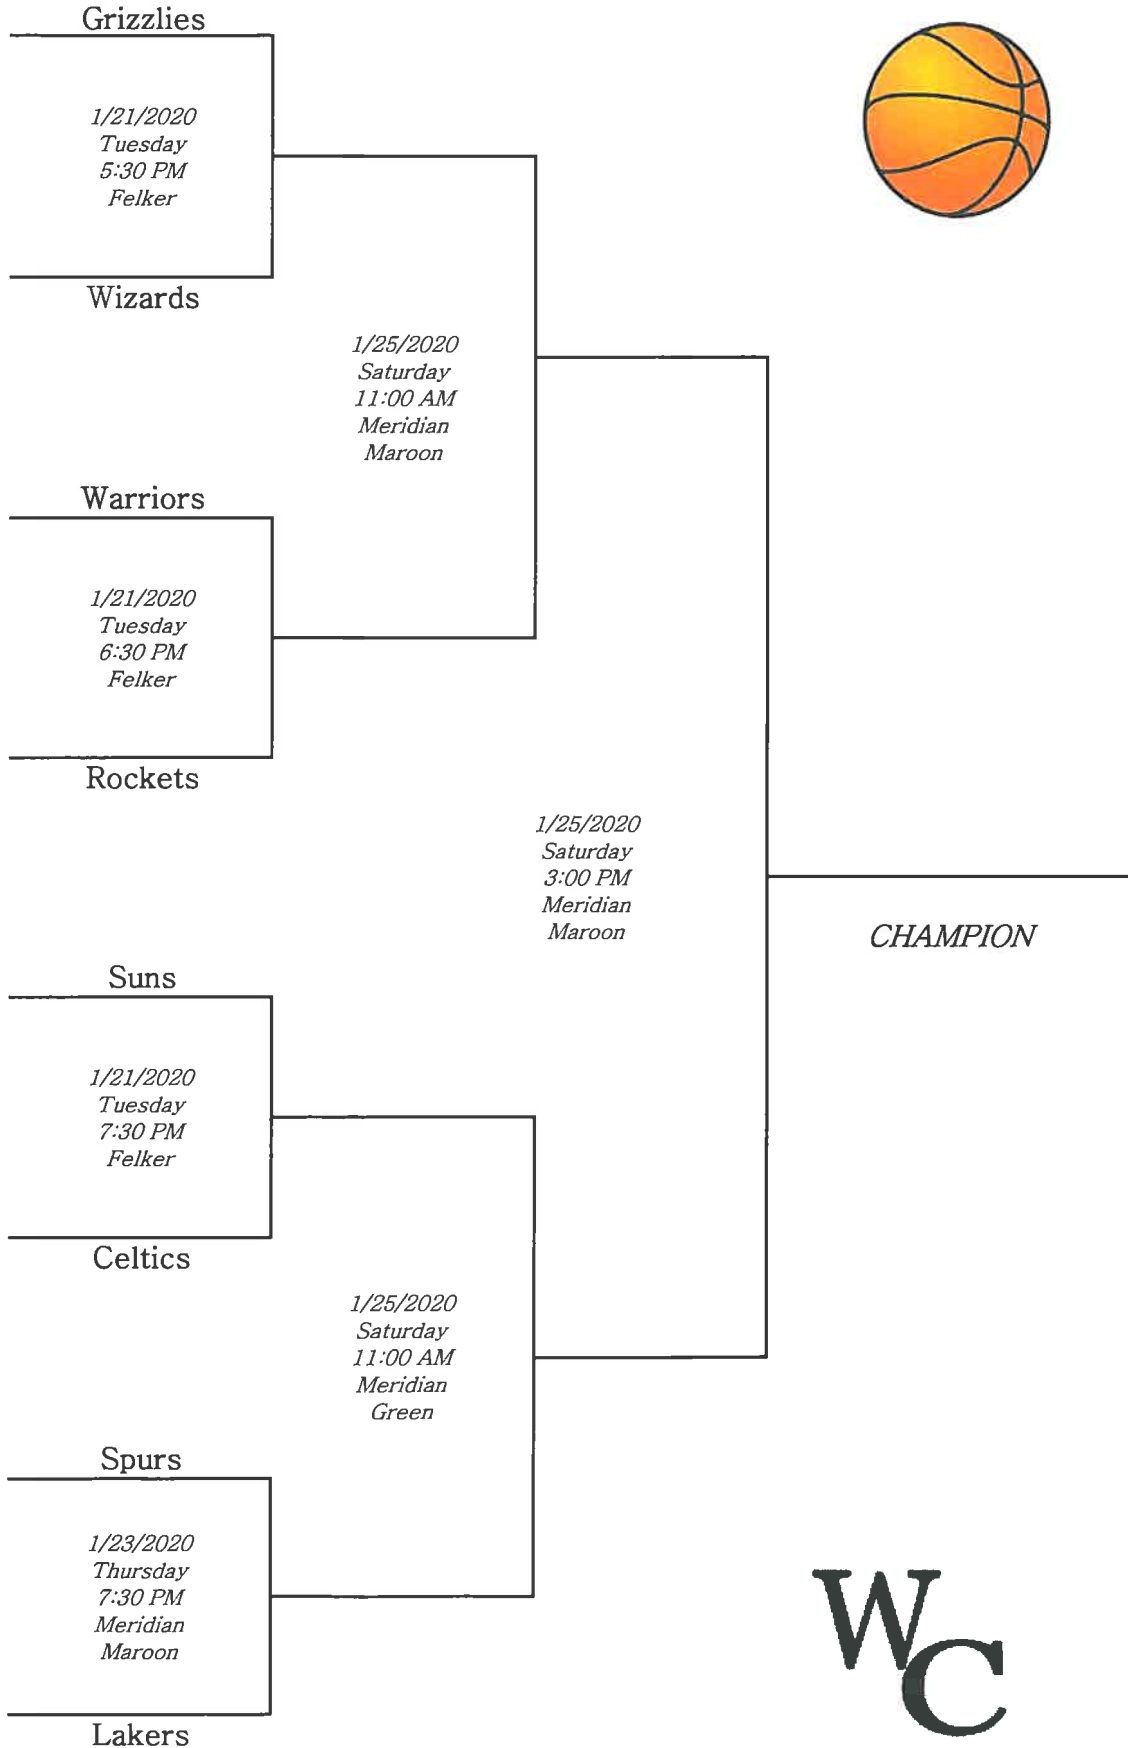 Grizzlies
1/21/2020
Tuesday
5:30 PM
Felker
Wizards
1/25/2020
Saturday
11:00 AM
Meridian
Maroon
Warriors
1/21/2020
Tuesday
6:30 PM
Felker
Rockets
1/25/2020
Saturday
3:00 PM
Meridian
Maroon
CHAMPION
Suns
1/21/2020
Tuesday
7:30 PM
Felker
Celtics
1/25/2020
Saturday
11:00 AM
Meridian
Green
Spurs
1/23/2020
Thursday
7:30 PM
Meridian
Maroon
Lakers
WC